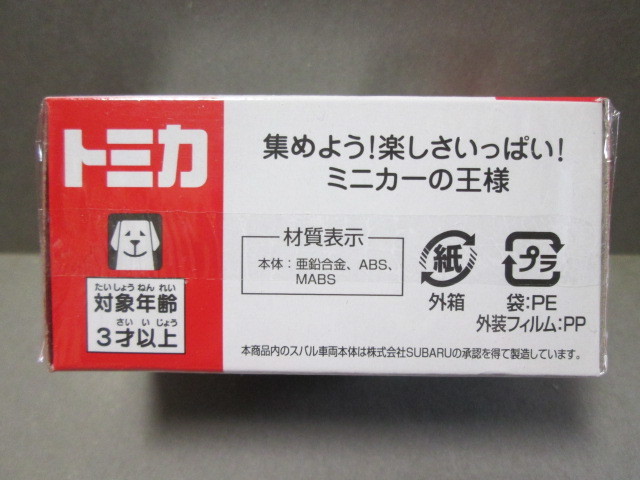 トミカ
たいしょうねんれい
対象年齢
さいいじょう
3才以上
集めよう!楽しさいっぱい!
ミニカーの王様
材質表示
本体:亜鉛合金、ABS、
MABS
紙
外箱
プラ
袋:PE
外装フィルム:PP
本商品内のスバル車両本体は株式会社SUBARUの承認を得て製造しています。